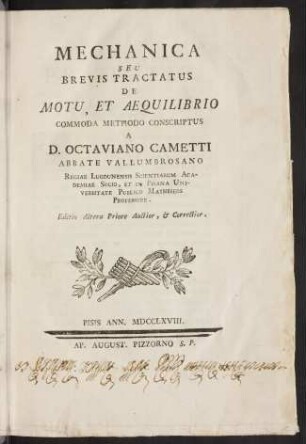 MECHANICA
SEU
BREVIS TRACTATUS
DE
MOTU, ET AEQUILIBRIO
COMMODA METHODO CONSCRIPTUS
A
D. OCTAVIANO CAMETTI
ABBATE VALLUMBROSANO
REGIAE LUGDUNENSIS SCIENTIARUM ACA-
DEMIAE SOCIO, ET IN PISANA UNI-
VERSITATE PUBLICO MATHESEOS
PROFESSORE.
Editio Altera Priore Auctior, & Correctior.
PISIS ANN. MDCCLXVIII.
AP. AUGUST. PIZZORNO S. P.